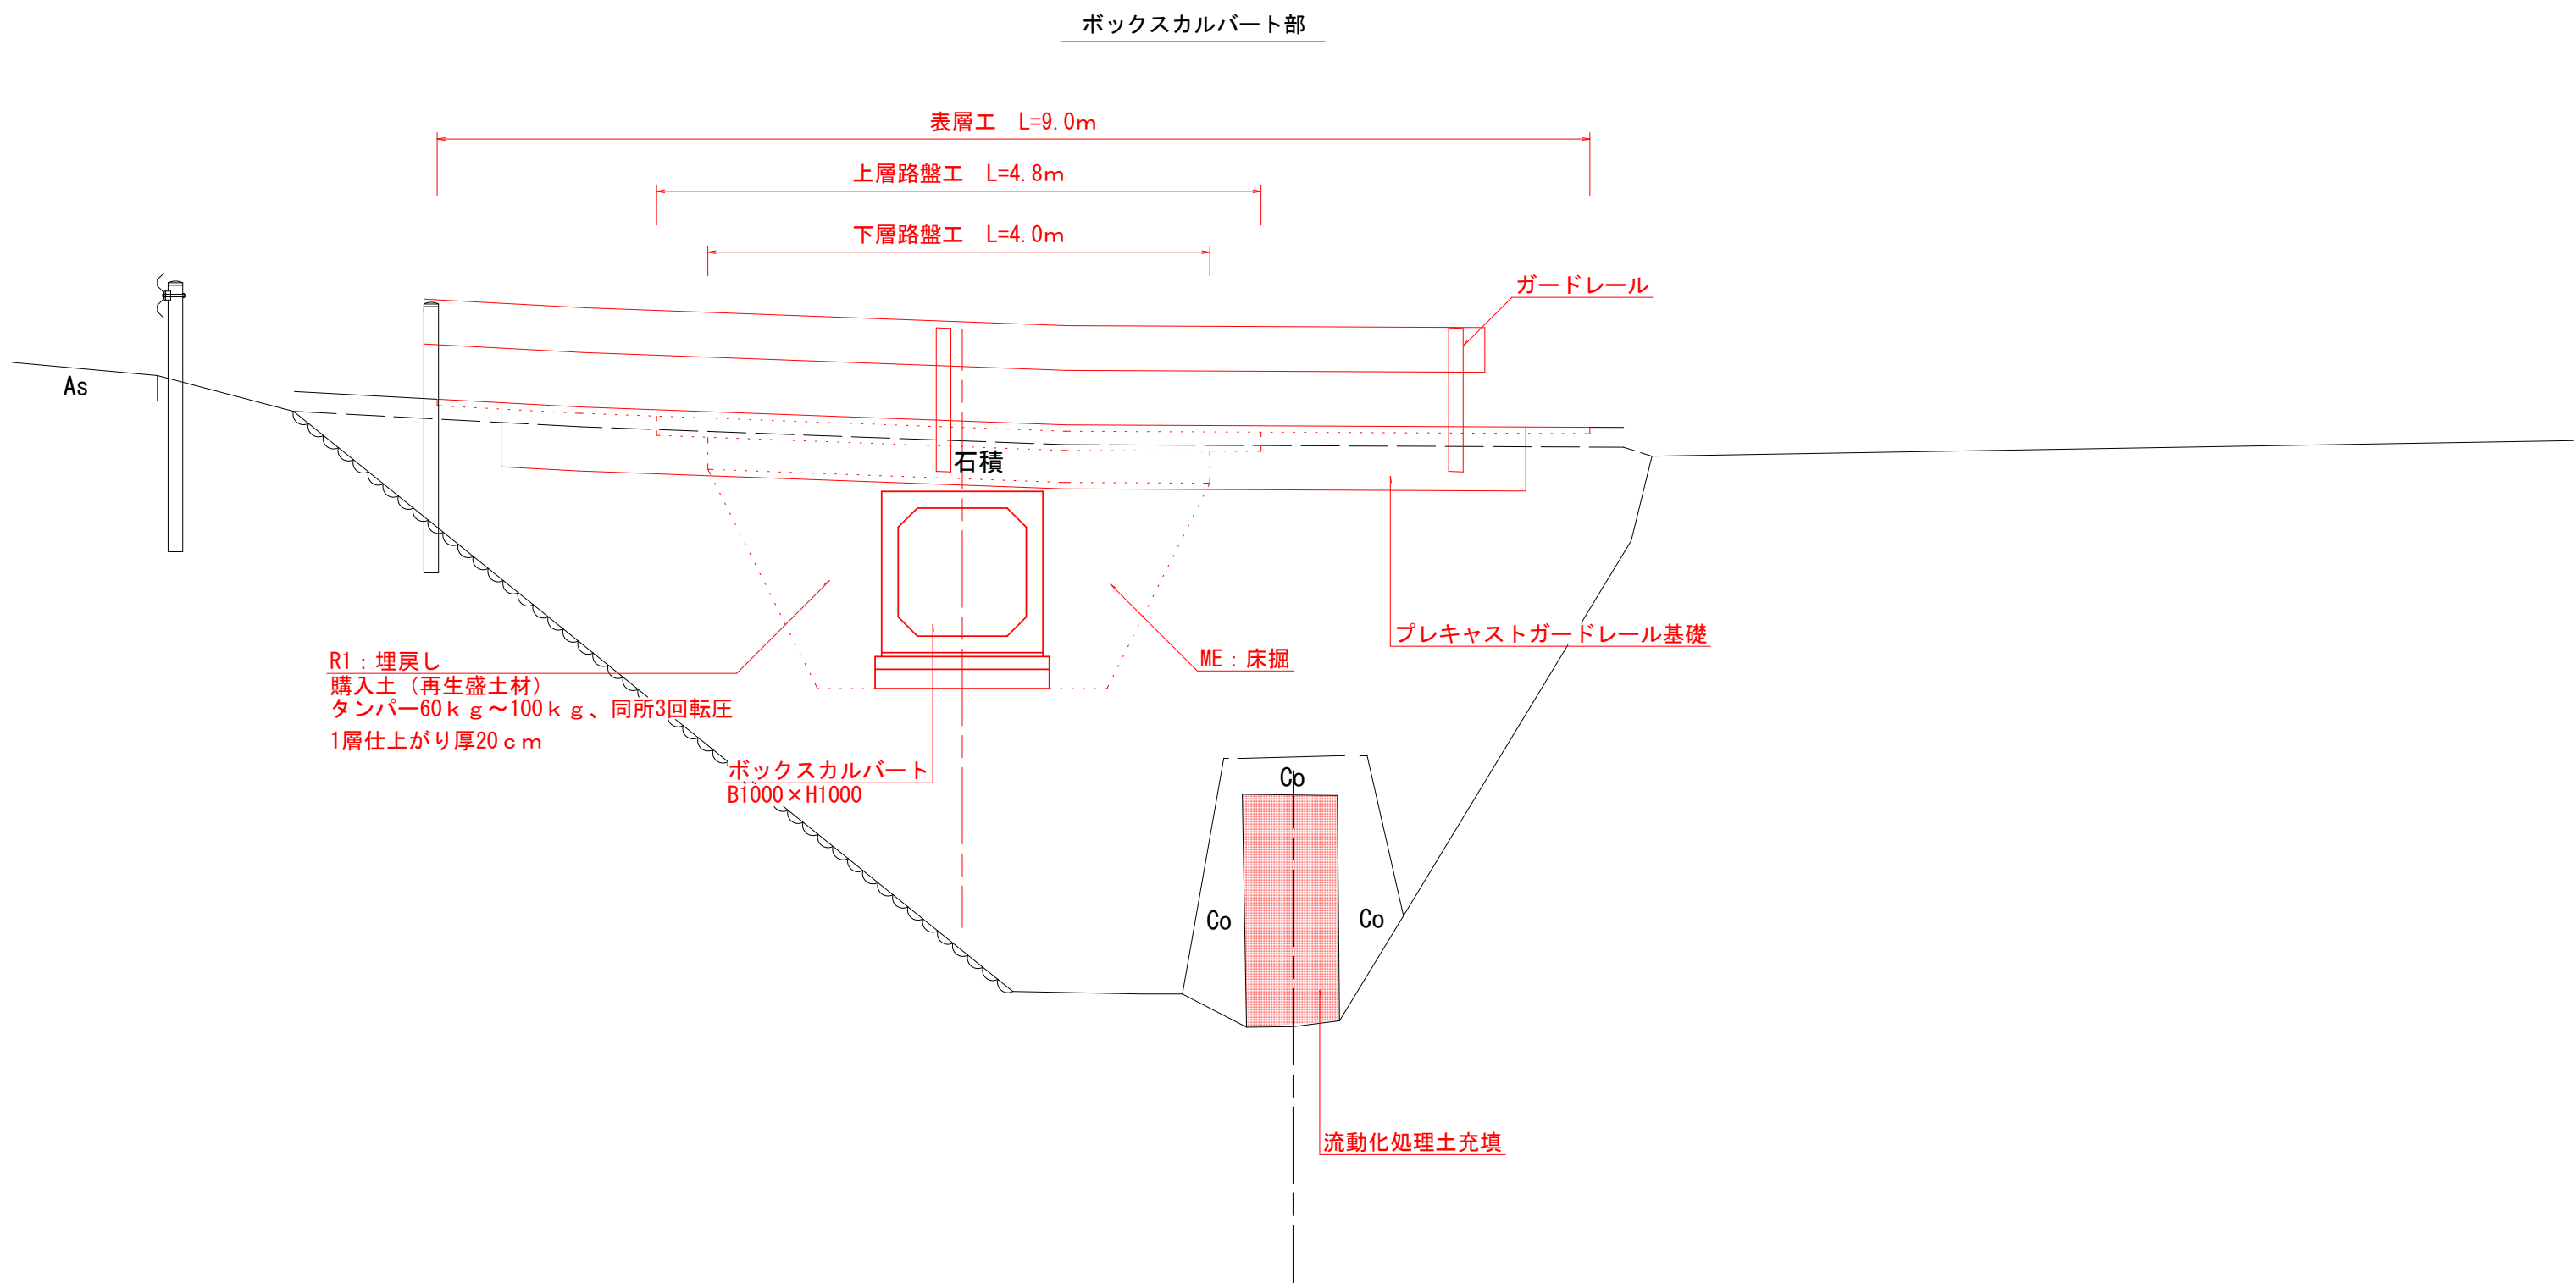 ボックスカルバート部
表層工　L=9.0m
上層路盤工　L=4.8m
下層路盤工　L=4.0m
ガードレール
As
石積
プレキャストガードレール基礎
R1：埋戻し
購入土（再生盛土材）
タンパー60ｋｇ～100ｋｇ、同所3回転圧
1層仕上がり厚20ｃｍ
ME：床掘
ボックスカルバート
B1000×H1000
Co
Co
Co
流動化処理土充填